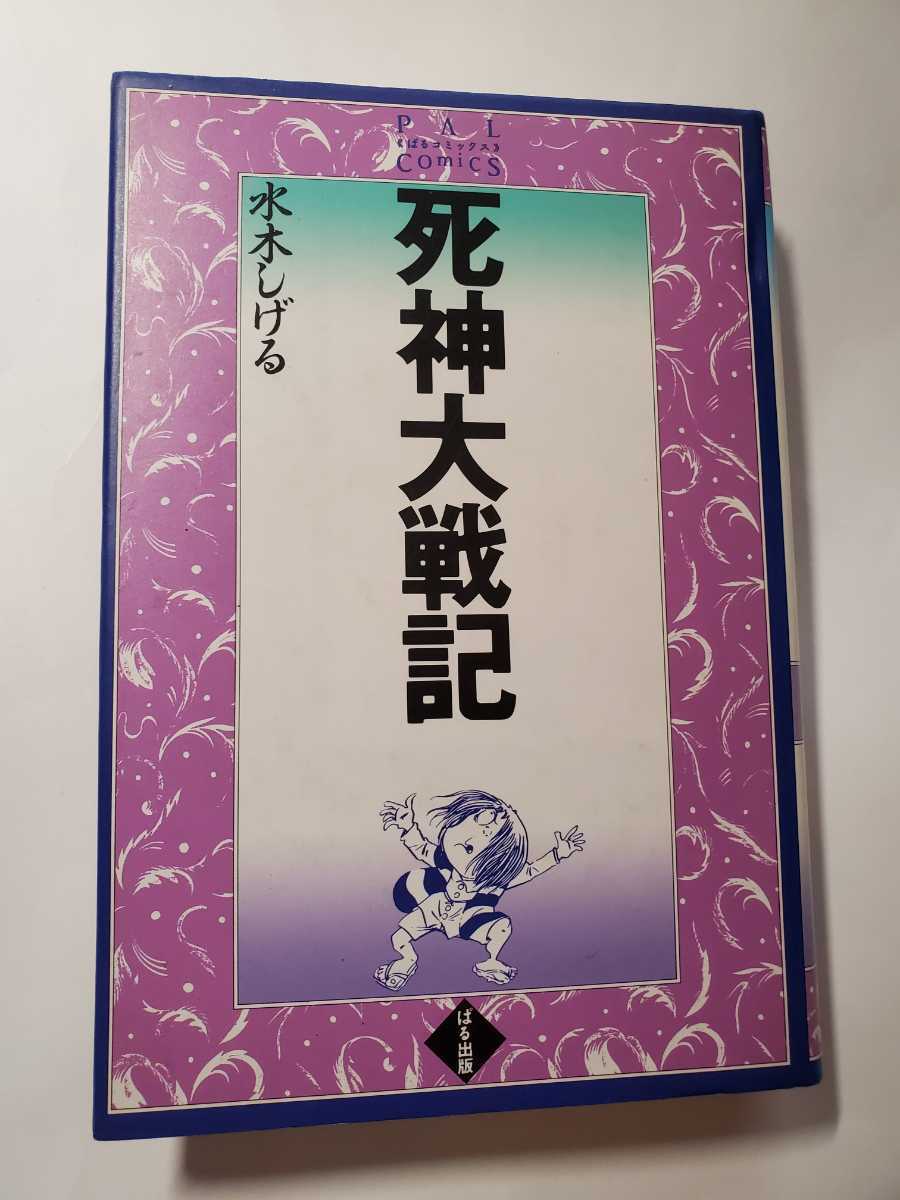 PAL
《ぱるコミックス》
COmiCS
死神大戦記
水木しげる
ぱる出版